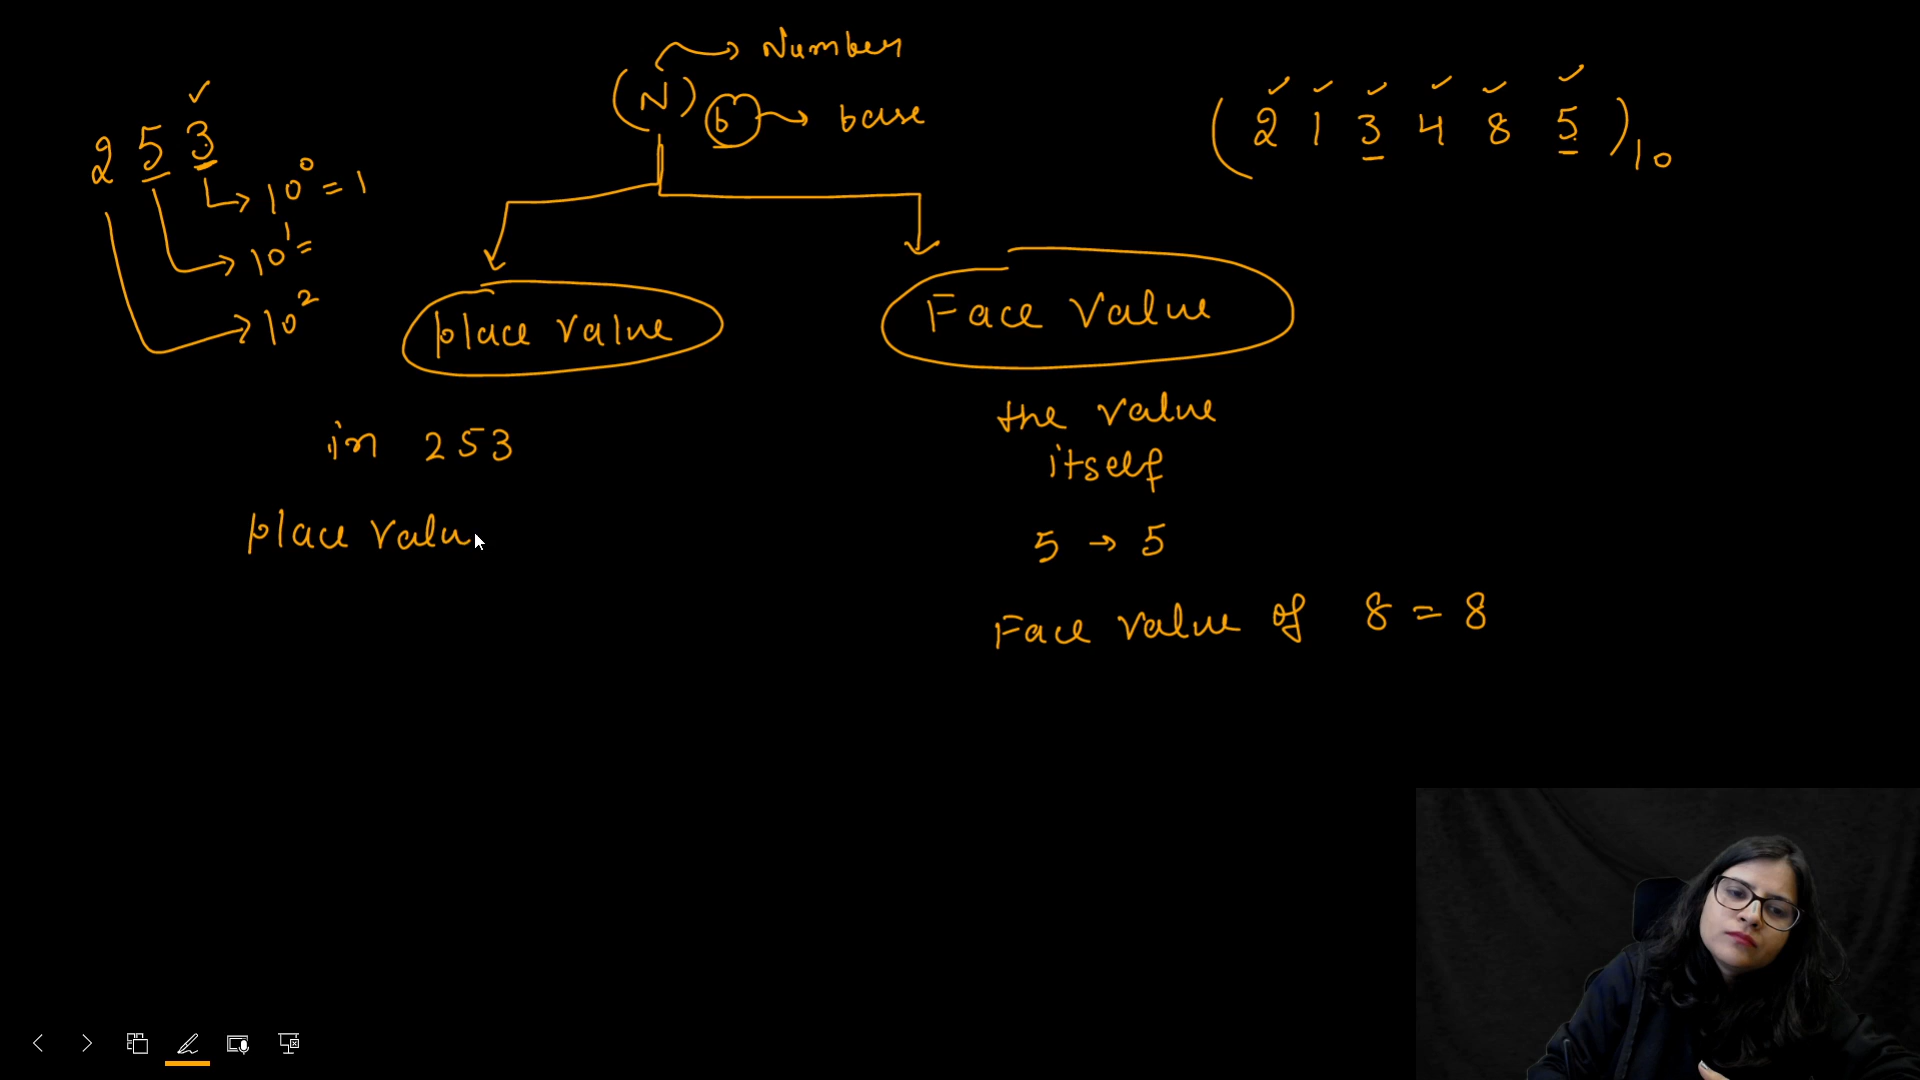 Number
(N)b base
2 5 3
10⁰ = 1
10¹ =
10²
(2 1 3 4 8 5)10
Place value
Face Value
in 253
Place Valu
the value
itself
5 → 5
Face value of 8 = 8